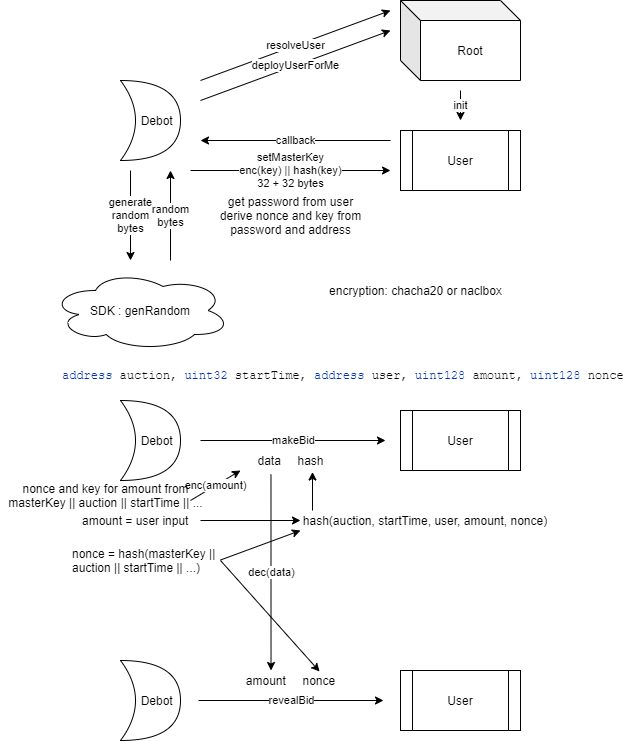 resolveUser
Root
deployUserForMe
init
Debot
callback
User
setMasterKey
enc(key) || hash(key)
32 + 32 bytes
generate
random
bytes
random
bytes
get password from user
derive nonce and key from
password and address
SDK : genRandom
encryption: chacha20 or naclbox
address auction, uint32 startTime, address user, uint128 amount, uint128 nonce
Debot
makeBid
User
data
hash
nonce and key for amount from
masterKey || auction || startTime || ...
enc(amount)
amount = user input
hash(auction, startTime, user, amount, nonce)
nonce = hash(masterKey ||
auction || startTime || ...)
dec(data)
amount
nonce
Debot
revealBid
User